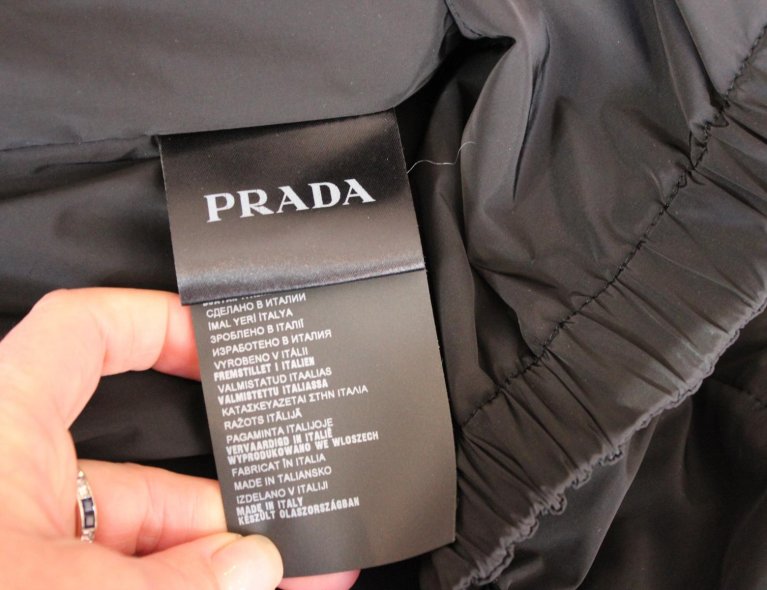 PRADA
СДЕЛАНО В ИТАЛИИ
IMAL YERİ İTALYA
ЗРОБЛЕНО В ІТАЛІЇ
ИЗРАБОТЕНО В ИТАЛИЯ
VYROBENO V ITÁLII
FREMSTILLET I ITALIEN
VALMISTATUD ITAALIAS
VALMISTETTU ITALIASSA
ΚΑΤΑΣΚΕΥΑΖΕΤΑΙ ΣΤΗΝ ΙΤΑΛΙΑ
RAŽOTS ITĀLIJĀ
PAGAMINTA ITALIJOJE
VERVAARDIGD IN ITALIË
WYPRODUKOWANO WE WLOSZECH
FABRICAT ÎN ITALIA
MADE IN TALIANSKO
IZDELANO V ITALIJI
MADE IN ITALY
KÉSZÜLT OLASZORSZÁGBAN